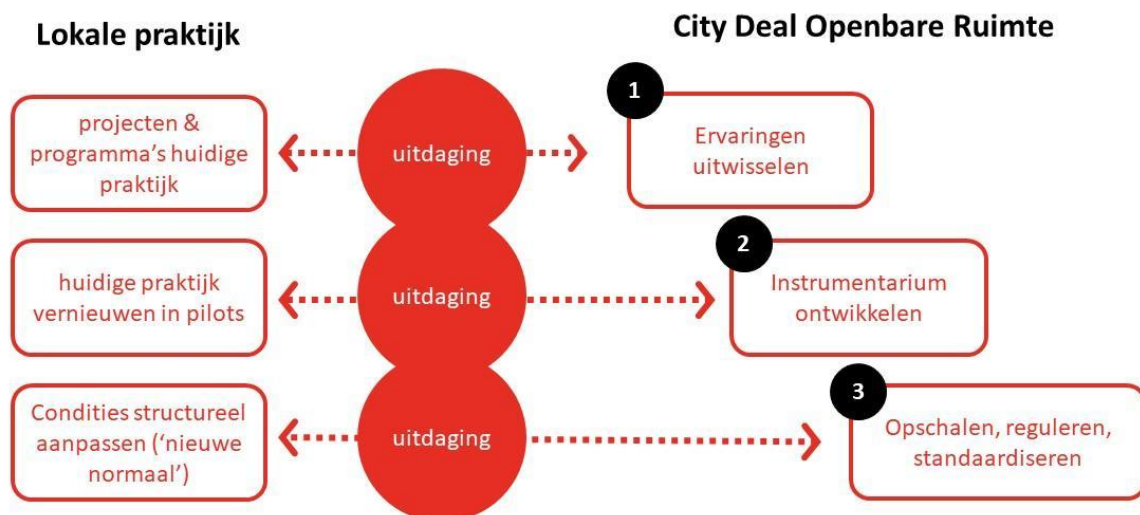 Lokale praktijk
City Deal Openbare Ruimte
projecten &
programma's huidige
praktijk
uitdaging
1
Ervaringen
uitwisselen
huidige praktijk
vernieuwen in pilots
uitdaging
2
Instrumentarium
ontwikkelen
Condities structureel
aanpassen (‘nieuwe
normaal’)
uitdaging
3
Opschalen, reguleren,
standaardiseren